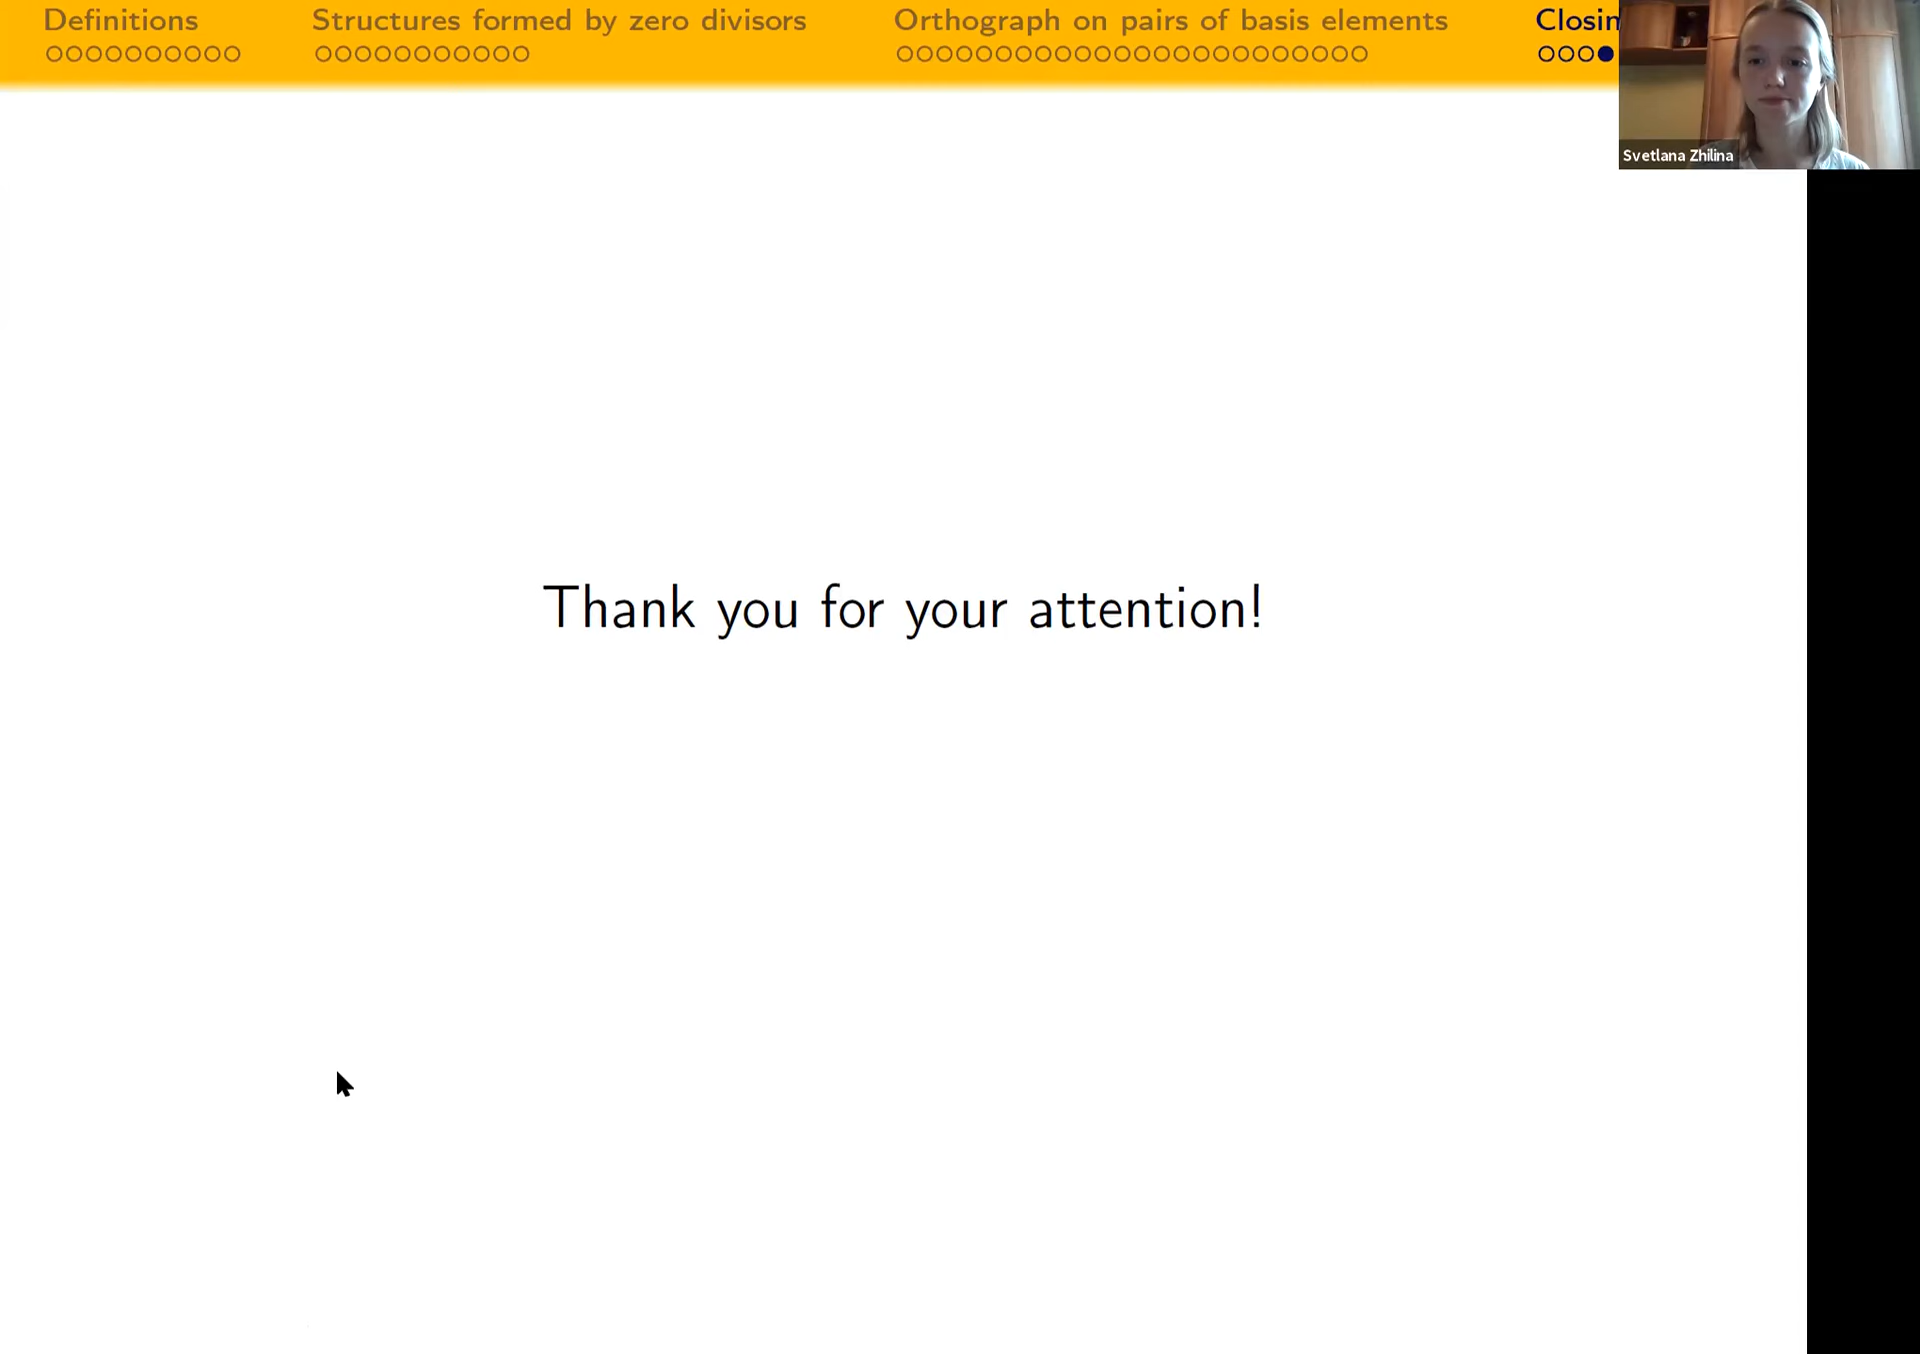 Definitions
Structures formed by zero divisors
Orthograph on pairs of basis elements
Closin
Svetlana Zhilina
Thank you for your attention!